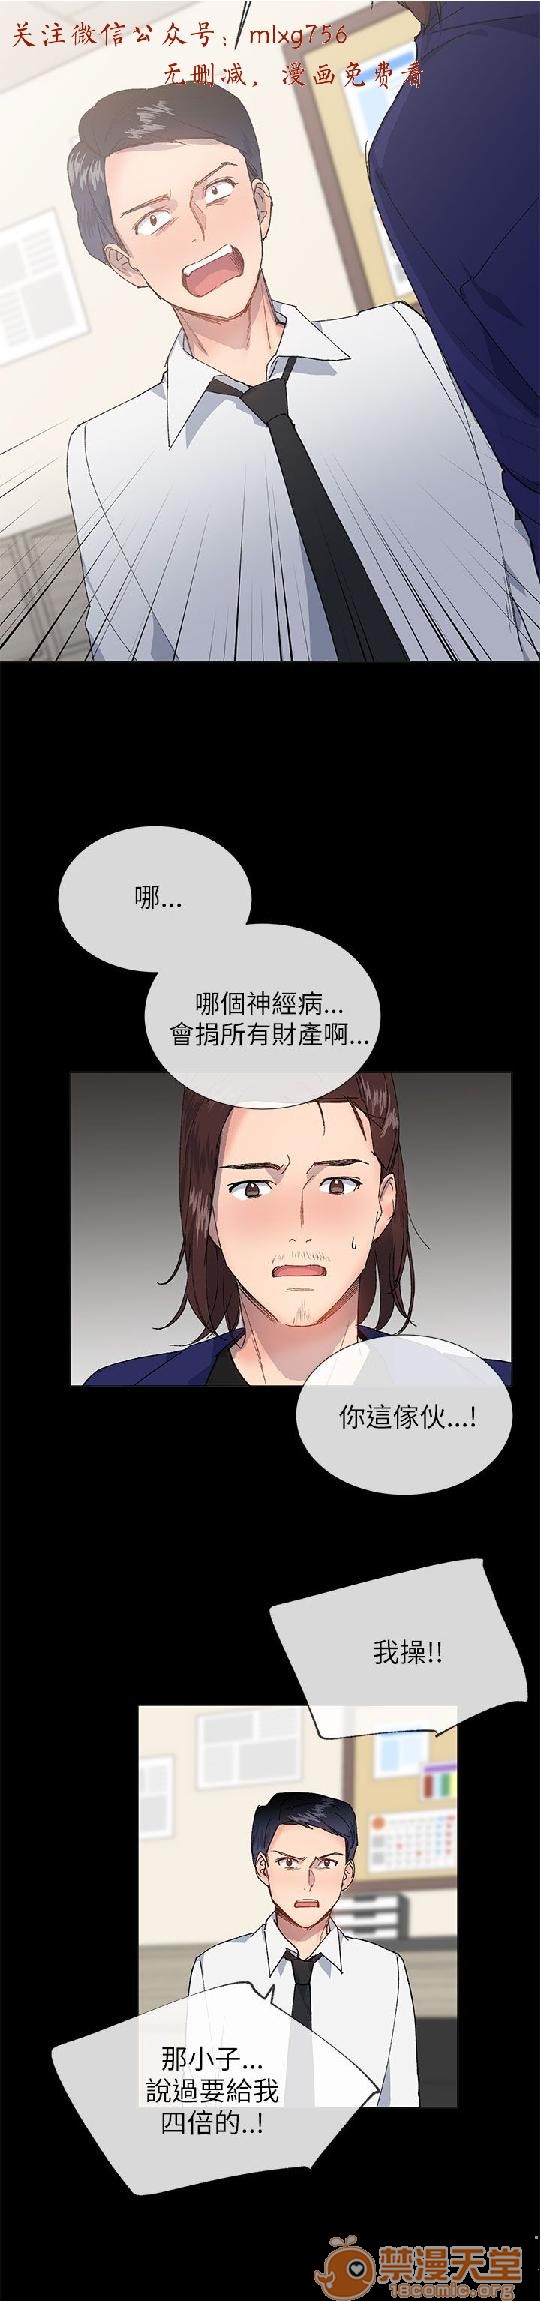 关注微信公众号：mlxg756
无删减，漫画免费看
哪...
哪個神經病...
會捐所有財產啊...
你這傢伙...!
我操!!
那小子...
說過要給我
四倍的..!
禁漫天堂
18comic.org